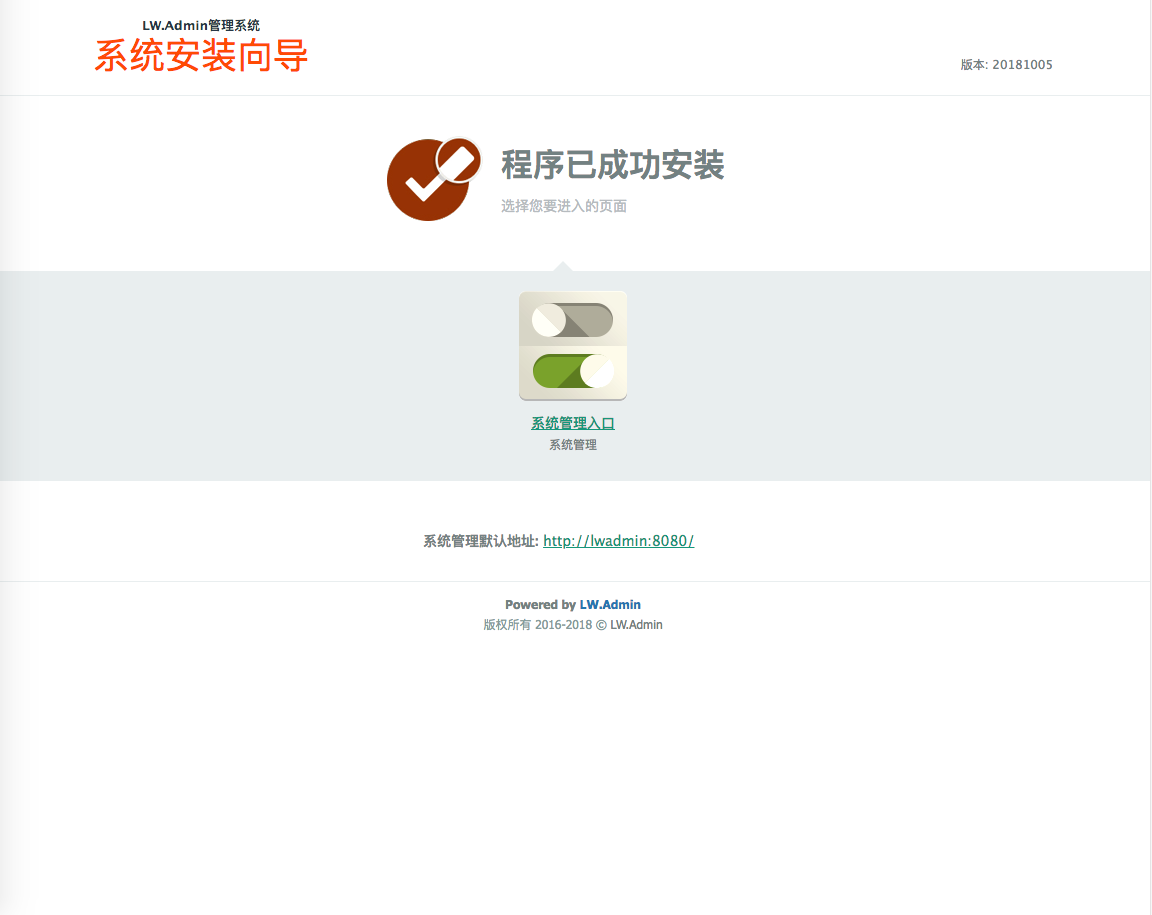 LW.Admin管理系统
系统安装向导
版本: 20181005
程序已成功安装
选择您要进入的页面
系统管理入口
系统管理
系统管理默认地址: http://lwadmin:8080/
Powered by LW.Admin
版权所有 2016-2018 © LW.Admin